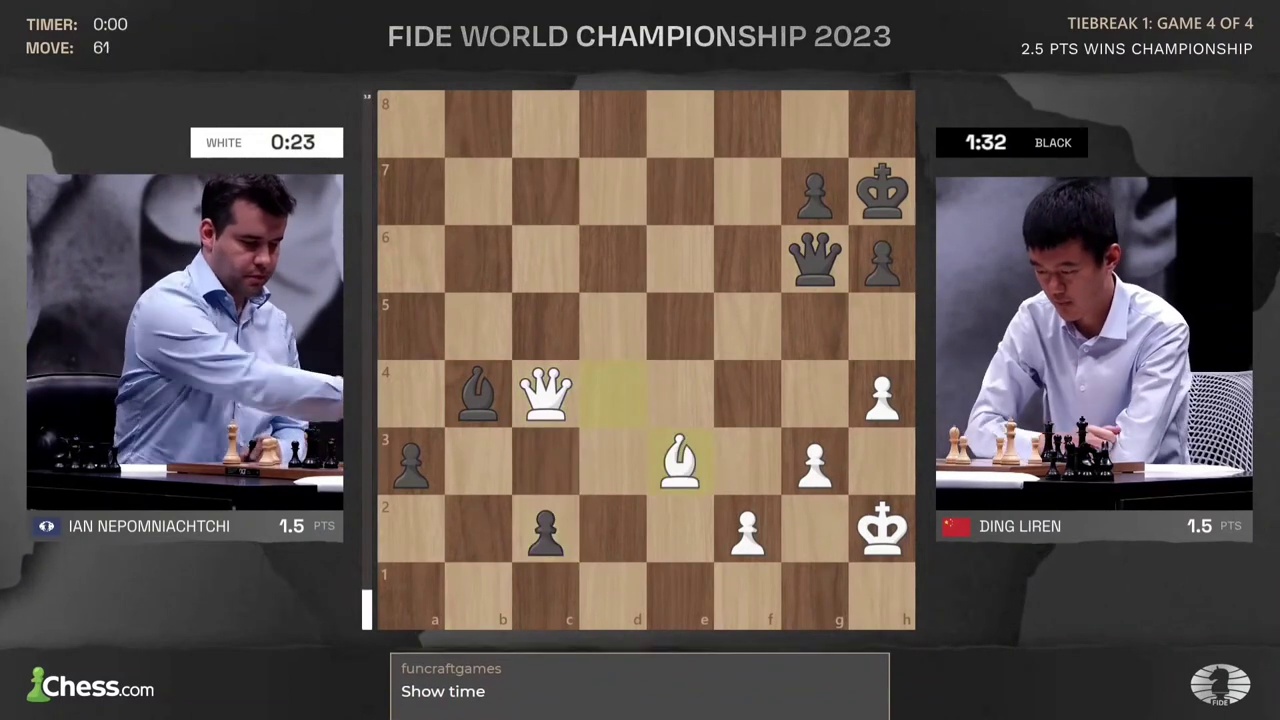 TIMER: 0:00
MOVE: 61
FIDE WORLD CHAMPIONSHIP 2023
TIEBREAK 1: GAME 4 OF 4
2.5 PTS WINS CHAMPIONSHIP
WHITE 0:23
1:32 BLACK
8
7
6
5
4
3
2
1
a b c d e f g h
IAN NEPOMNIACHTCHI 1.5 PTS
DING LIREN 1.5 PTS
Chess.com
funcraftgames
Show time
FIDE